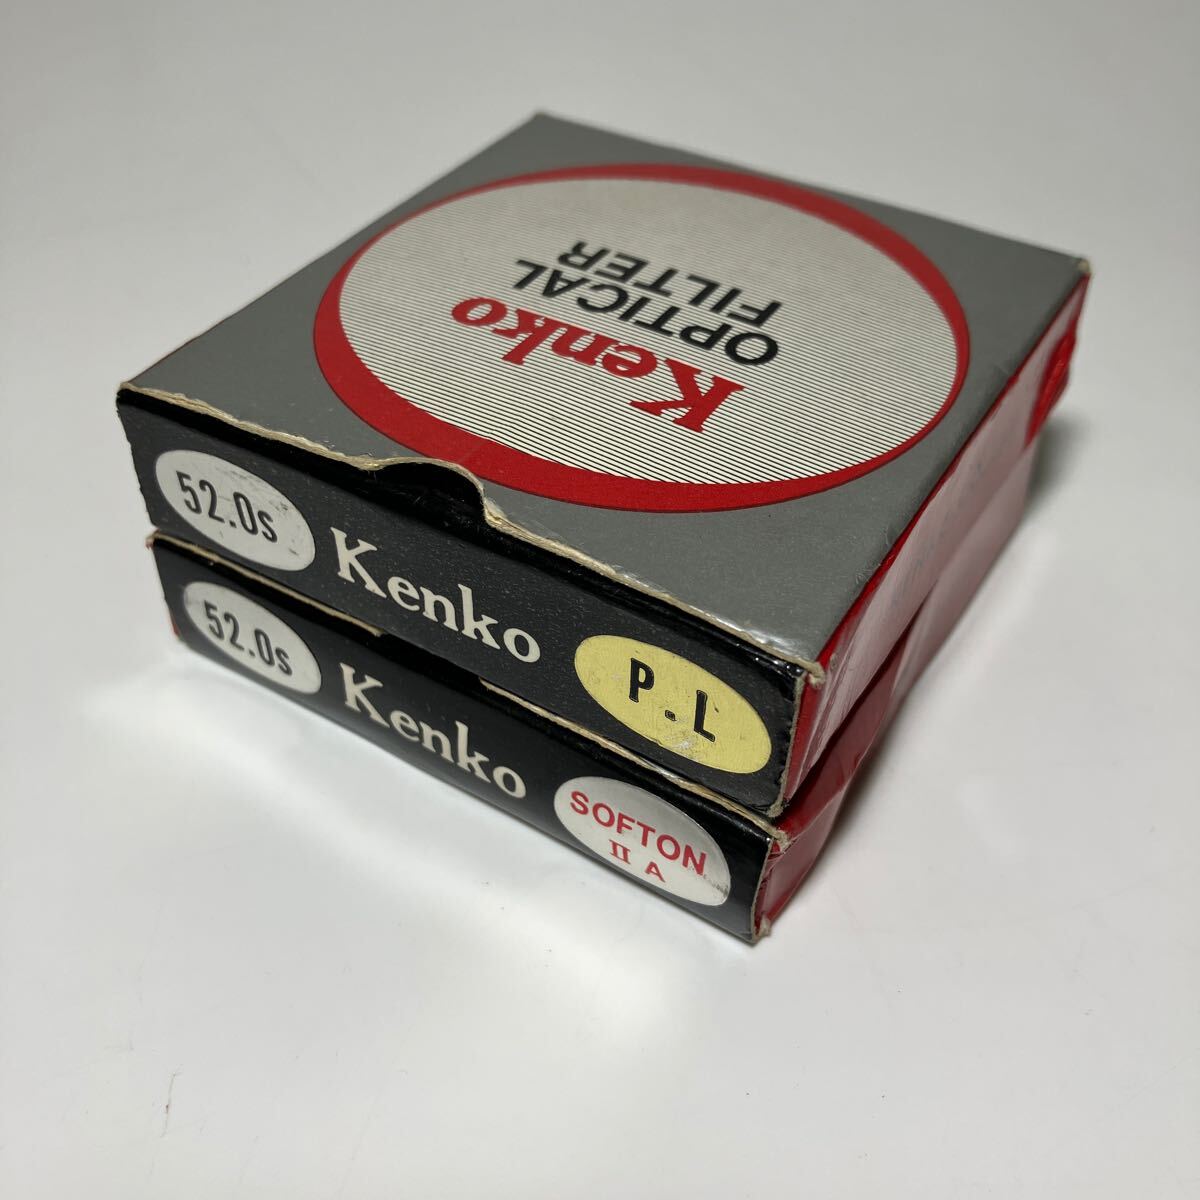 Kenko
OPTICAL
FILTER
52.0s Kenko P.L
52.0s Kenko SOFTON
II A